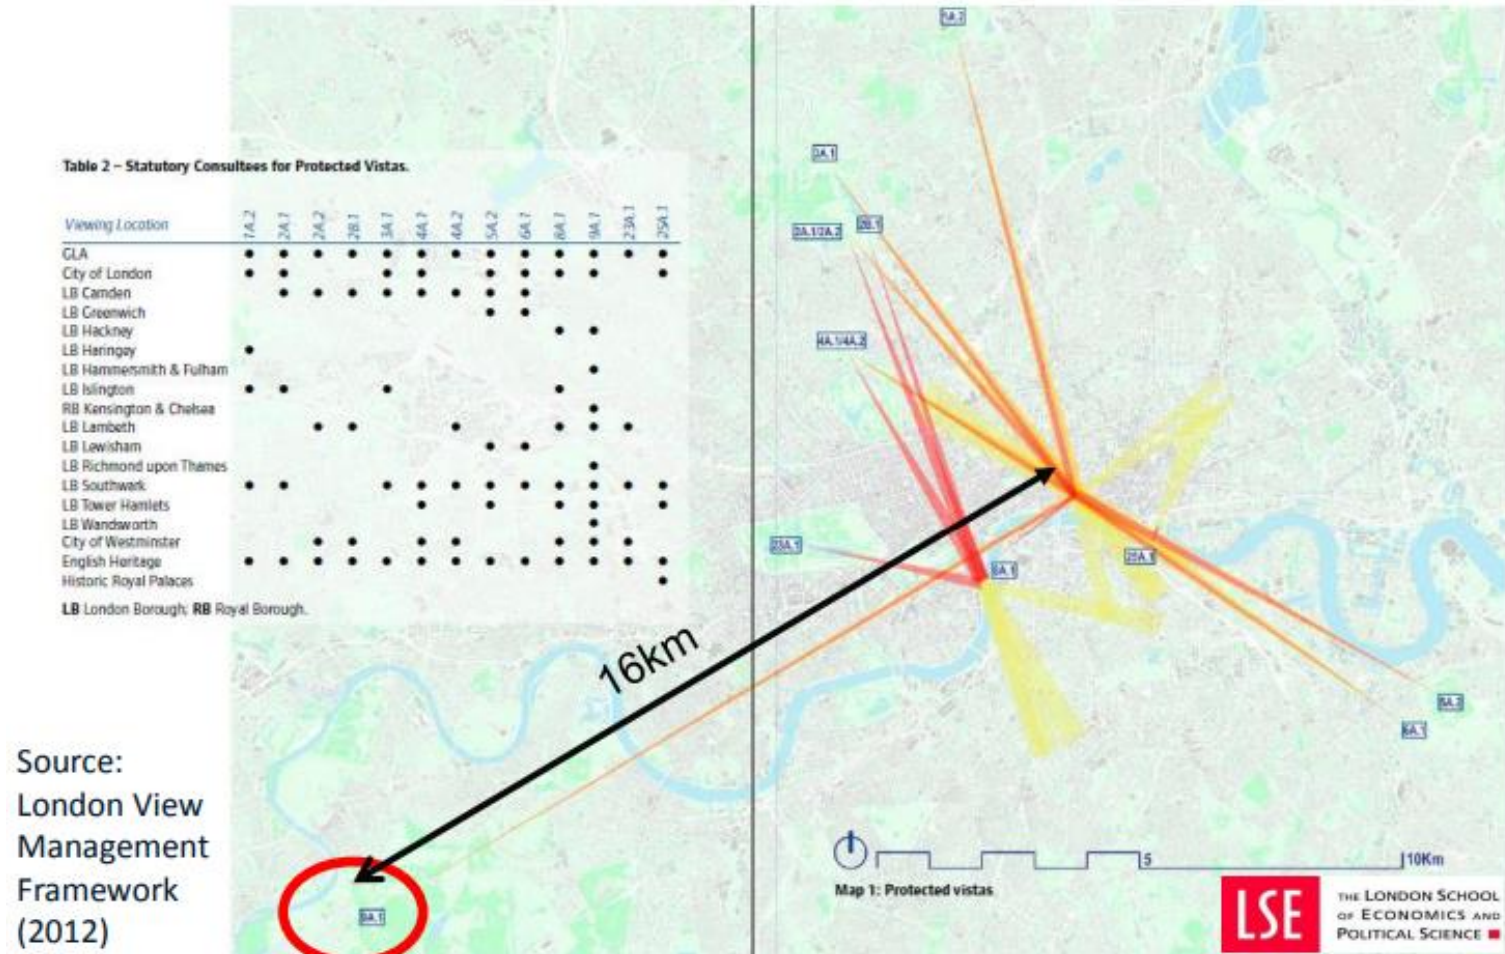 1A.2
3A.1
Table 2 – Statutory Consultees for Protected Vistas.
Viewing Location 1A.2 2A.1 2A.2 2B.1 3A.1 4A.1 4A.2 5A.2 6A.1 8A.1 9A.1 23A.1 25A.1
GLA
City of London
LB Camden
LB Greenwich
LB Hackney
LB Haringey
LB Hammersmith & Fulham
LB Islington
RB Kensington & Chelsea
LB Lambeth
LB Lewisham
LB Richmond upon Thames
LB Southwark
LB Tower Hamlets
LB Wandsworth
City of Westminster
English Heritage
Historic Royal Palaces
LB London Borough; RB Royal Borough.
2A.1/2A.2
2B.1
4A.1/4A.2
23A.1
8A.1
25A.1
16km
5A.2
6A.1
Source:
London View
Management
Framework
(2012)
9A.1
5
10Km
Map 1: Protected vistas
LSE
THE LONDON SCHOOL
OF ECONOMICS AND
POLITICAL SCIENCE